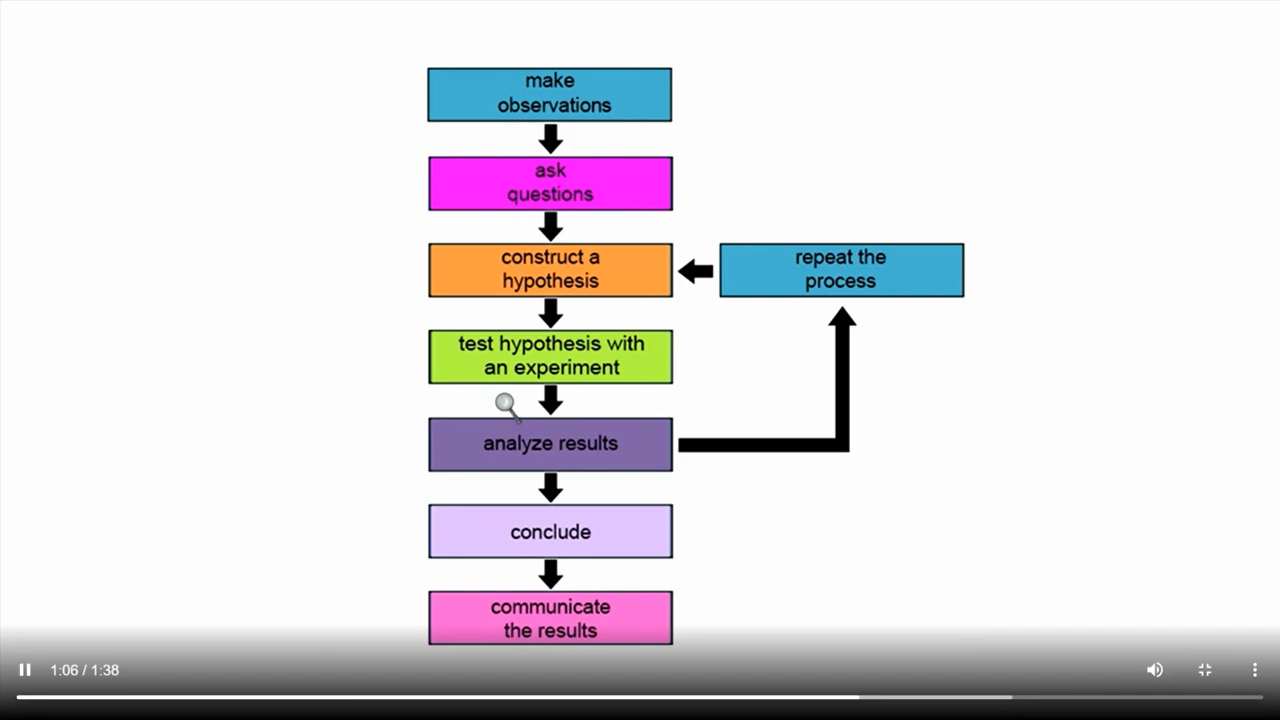 make
observations
ask
questions
construct a
hypothesis
repeat the
process
test hypothesis with
an experiment
analyze results
conclude
communicate
the results
1:06 / 1:38